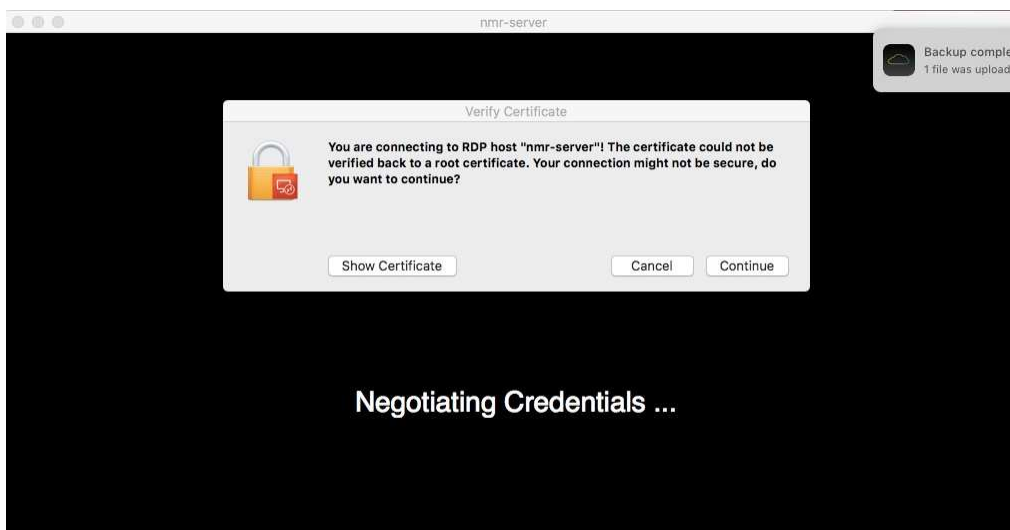 nmr-server
Backup comple
1 file was upload
Verify Certificate
You are connecting to RDP host "nmr-server"! The certificate could not be
verified back to a root certificate. Your connection might not be secure, do
you want to continue?
Show Certificate
Cancel
Continue
Negotiating Credentials ...